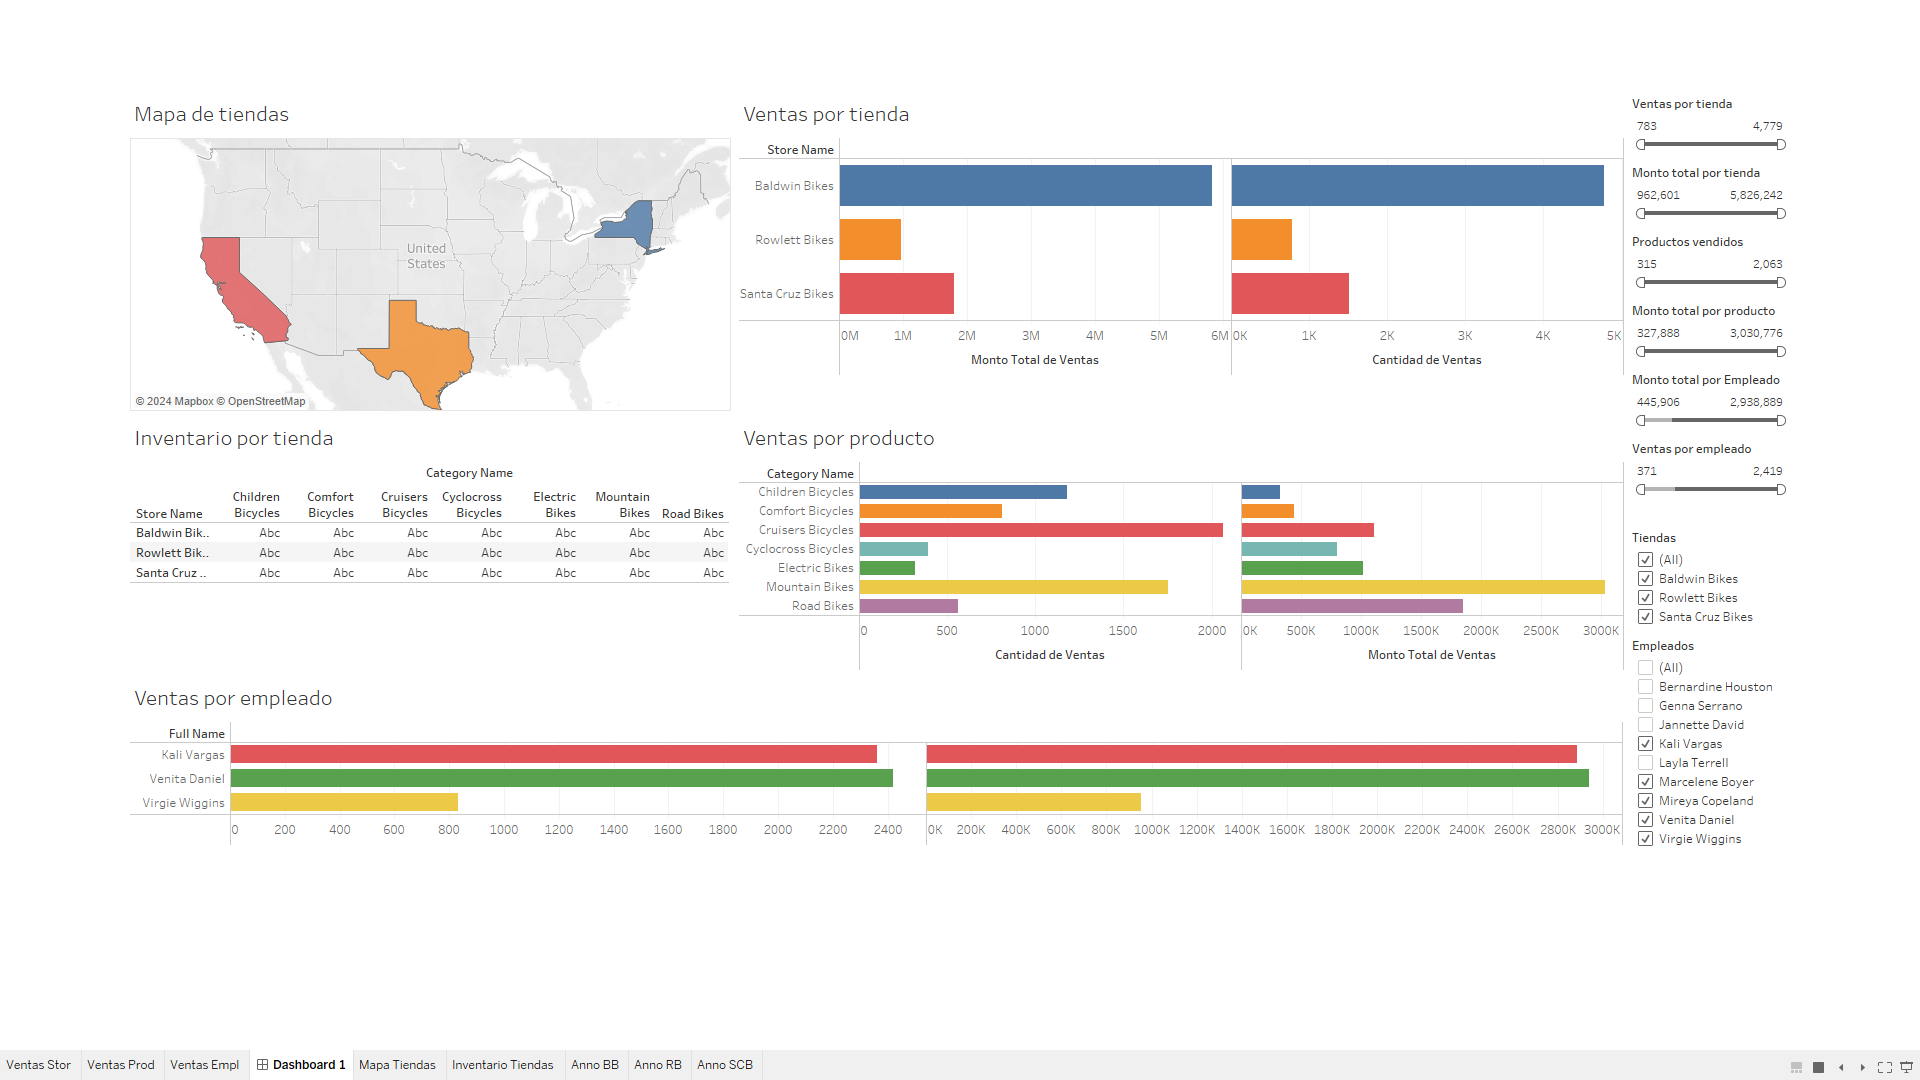 Mapa de tiendas
United
States
© 2024 Mapbox © OpenStreetMap
Ventas por tienda
Store Name
Baldwin Bikes
Rowlett Bikes
Santa Cruz Bikes
0M 1M 2M 3M 4M 5M 6M 0K 1K 2K 3K 4K 5K
Monto Total de Ventas Cantidad de Ventas
Inventario por tienda
Category Name
Children Comfort Cruisers Cyclocross Electric Mountain
Store Name Bicycles Bicycles Bicycles Bicycles Bikes Bikes Road Bikes
Baldwin Bik.. Abc Abc Abc Abc Abc Abc Abc
Rowlett Bik.. Abc Abc Abc Abc Abc Abc Abc
Santa Cruz .. Abc Abc Abc Abc Abc Abc Abc
Ventas por producto
Category Name
Children Bicycles
Comfort Bicycles
Cruisers Bicycles
Cyclocross Bicycles
Electric Bikes
Mountain Bikes
Road Bikes
0 500 1000 1500 2000 0K 500K 1000K 1500K 2000K 2500K 3000K
Cantidad de Ventas Monto Total de Ventas
Ventas por empleado
Full Name
Kali Vargas
Venita Daniel
Virgie Wiggins
0 200 400 600 800 1000 1200 1400 1600 1800 2000 2200 2400 0K 200K 400K 600K 800K 1000K 1200K 1400K 1600K 1800K 2000K 2200K 2400K 2600K 2800K 3000K
Ventas por tienda
783 4,779
Monto total por tienda
962,601 5,826,242
Productos vendidos
315 2,063
Monto total por producto
327,888 3,030,776
Monto total por Empleado
445,906 2,938,889
Ventas por empleado
371 2,419
Tiendas
(All)
Baldwin Bikes
Rowlett Bikes
Santa Cruz Bikes
Empleados
(All)
Bernardine Houston
Genna Serrano
Jannette David
Kali Vargas
Layla Terrell
Marcelene Boyer
Mireya Copeland
Venita Daniel
Virgie Wiggins
Ventas Stor Ventas Prod Ventas Empl Dashboard 1 Mapa Tiendas Inventario Tiendas Anno BB Anno RB Anno SCB